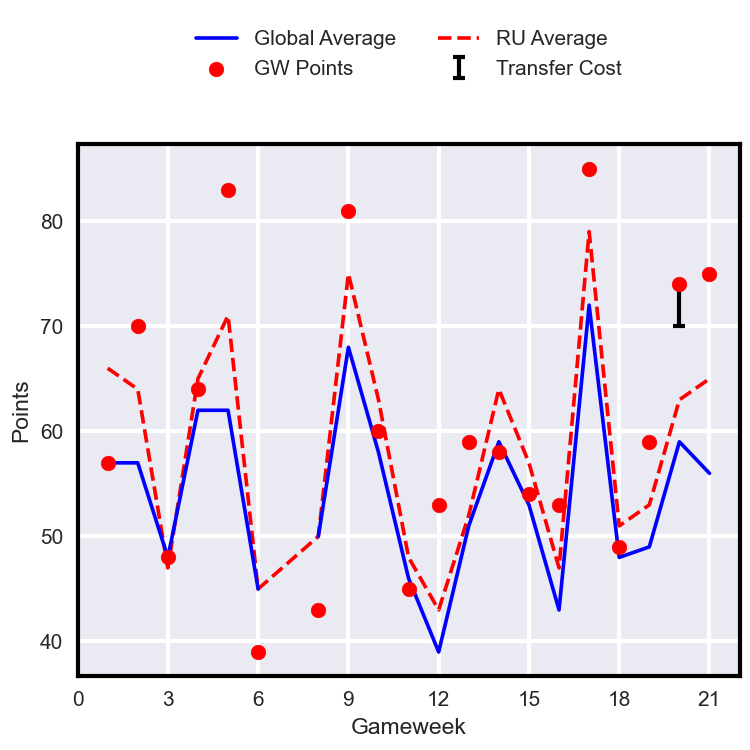 Global Average RU Average
GW Points Transfer Cost
80
70
60
50
40
Points
0 3 6 9 12 15 18 21
Gameweek